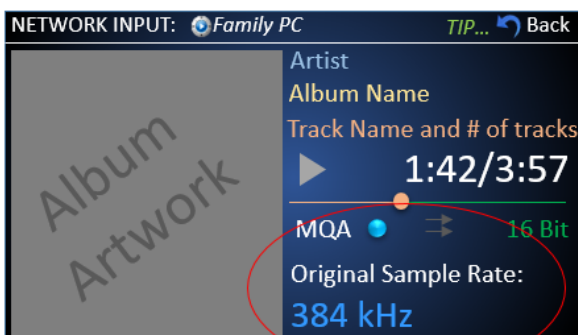 NETWORK INPUT: Family PC TIP... Back
Album Artwork
Artist
Album Name
Track Name and # of tracks
1:42/3:57
MQA 16 Bit
Original Sample Rate:
384 kHz